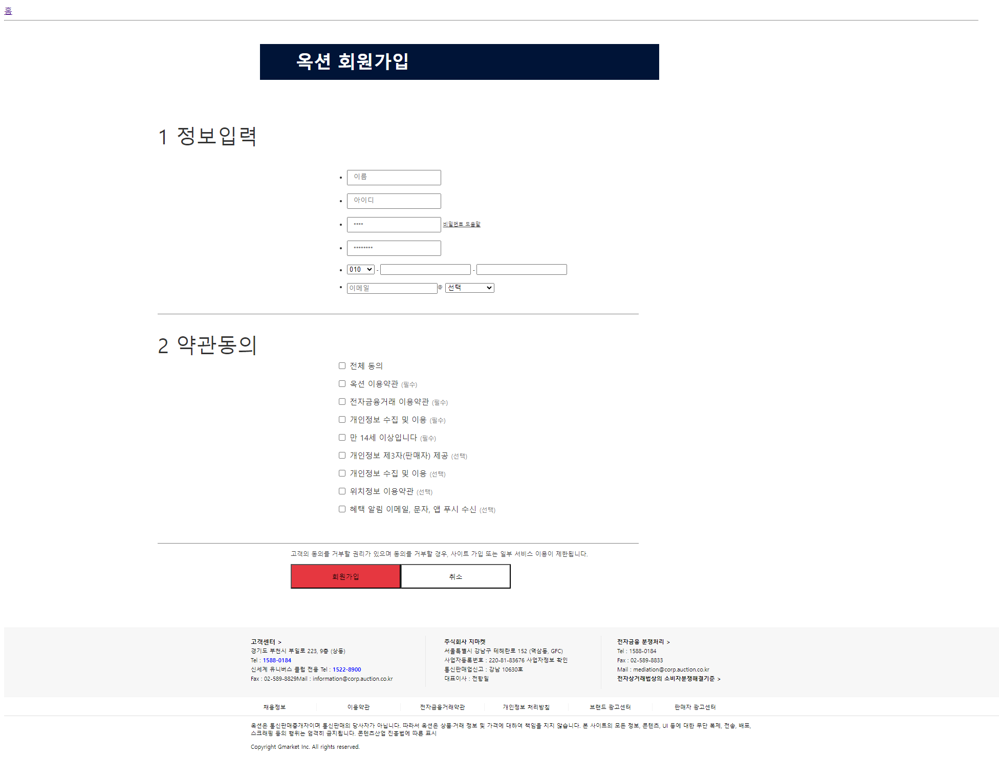 홈
옥션 회원가입
1 정보입력
이름
아이디
•••• 비밀번호 도움말
••••••••
010 - -
이메일 @ 선택
2 약관동의
전체 동의
옥션 이용약관 (필수)
전자금융거래 이용약관 (필수)
개인정보 수집 및 이용 (필수)
만 14세 이상입니다 (필수)
개인정보 제3자(판매자) 제공 (선택)
개인정보 수집 및 이용 (선택)
위치정보 이용약관 (선택)
혜택 알림 이메일, 문자, 앱 푸시 수신 (선택)
고객의 동의를 거부할 권리가 있으며 동의를 거부할 경우, 사이트 가입 또는 일부 서비스 이용이 제한됩니다.
회원가입 취소
고객센터 >
경기도 부천시 부일로 223, 9층 (상동)
Tel : 1588-0184
신세계 유니버스 클럽 전용 Tel : 1522-8900
Fax : 02-589-8829Mail : information@corp.auction.co.kr
주식회사 지마켓
서울특별시 강남구 테헤란로 152 (역삼동, GFC)
사업자등록번호 : 220-81-83676 사업자정보 확인
통신판매업신고 : 강남 10630호
대표이사 : 전항일
전자금융 분쟁처리 >
Tel : 1588-0184
Fax : 02-589-8833
Mail : mediation@corp.auction.co.kr
전자상거래법상의 소비자분쟁해결기준 >
채용정보 이용약관 전자금융거래약관 개인정보 처리방침 브랜드 광고센터 판매자 광고센터
옥션은 통신판매중개자이며 통신판매의 당사자가 아닙니다. 따라서 옥션은 상품·거래 정보 및 가격에 대하여 책임을 지지 않습니다. 본 사이트의 모든 정보, 콘텐츠, UI 등에 대한 무단 복제, 전송, 배포,
스크래핑 등의 행위는 엄격히 금지됩니다. 콘텐츠산업 진흥법에 따른 표시
Copyright Gmarket Inc. All rights reserved.